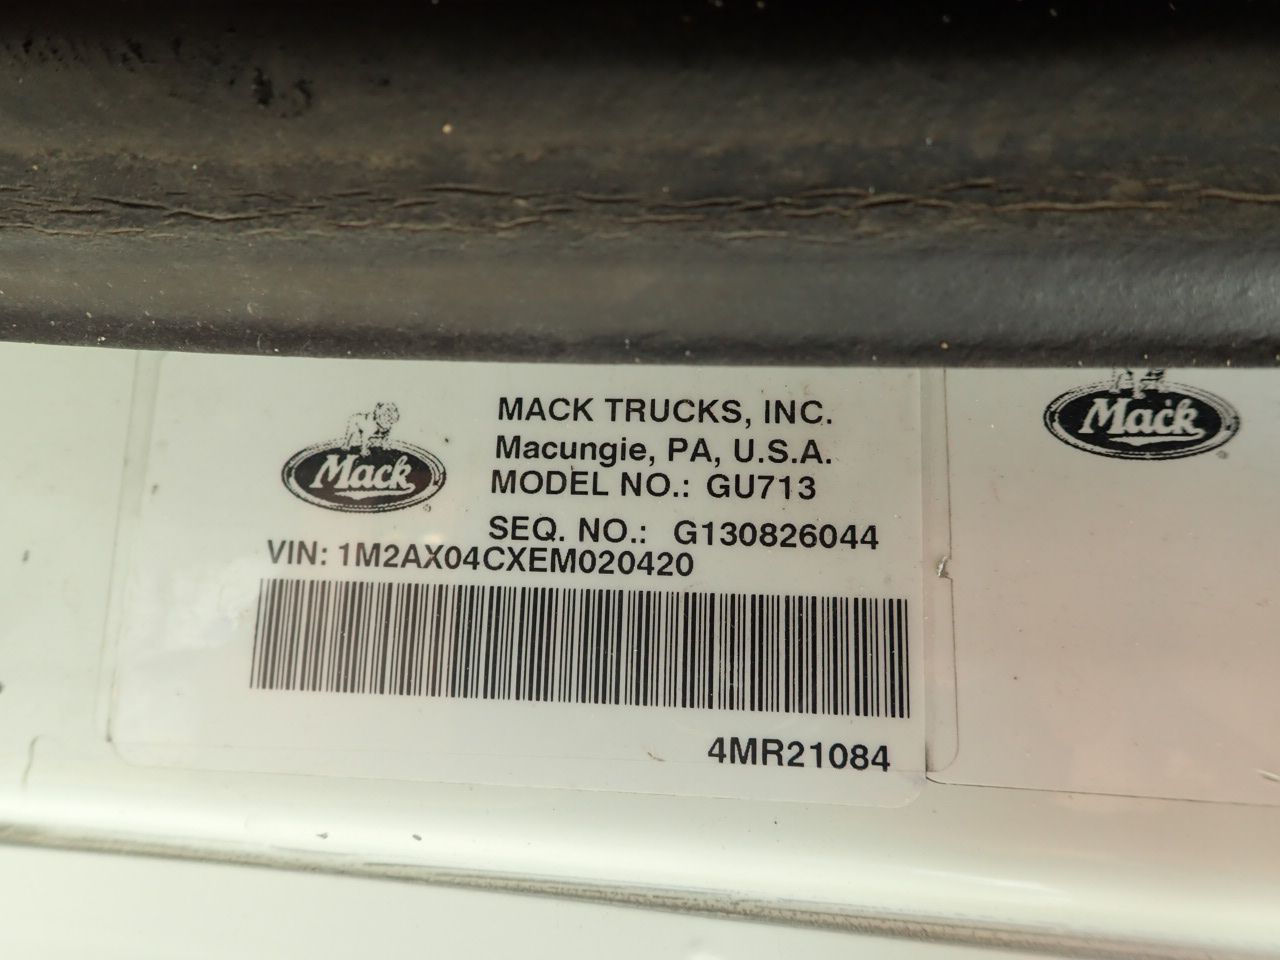 Mack
MACK TRUCKS, INC.
Macungie, PA, U.S.A.
MODEL NO.: GU713
SEQ. NO.: G130826044
VIN: 1M2AX04CXEM020420
4MR21084
Mack